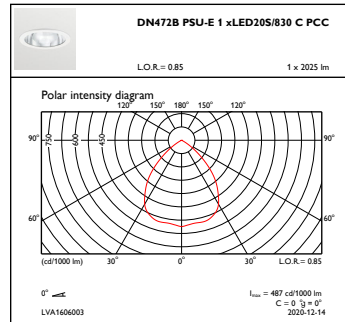 DN472B PSU-E 1 xLED20S/830 C PCC
L.O.R.= 0.85 1 x 2025 lm
Polar intensity diagram
120° 150° 180° 150° 120°
90° 750 600 450 90°
60° 60°
(cd/1000 lm) 30° 0° 30° L.O.R.= 0.85
0° Imax = 487 cd/1000 lm
C = 0 °g = 0°
LVA1606003 2020-12-14